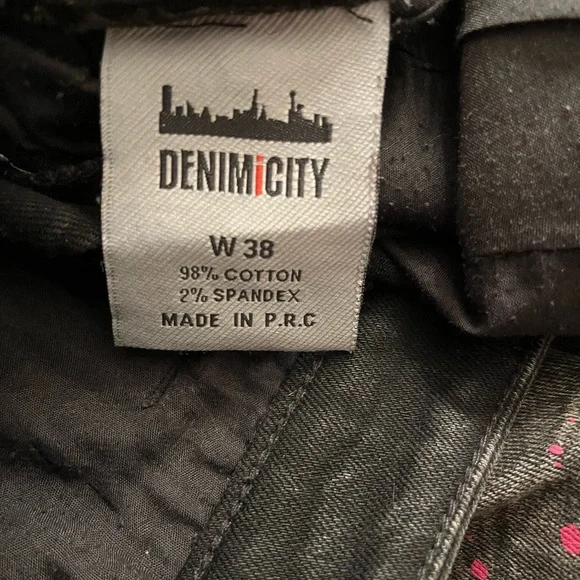 DENIMiCITY
W 38
98% COTTON
2% SPANDEX
MADE IN P.R.C